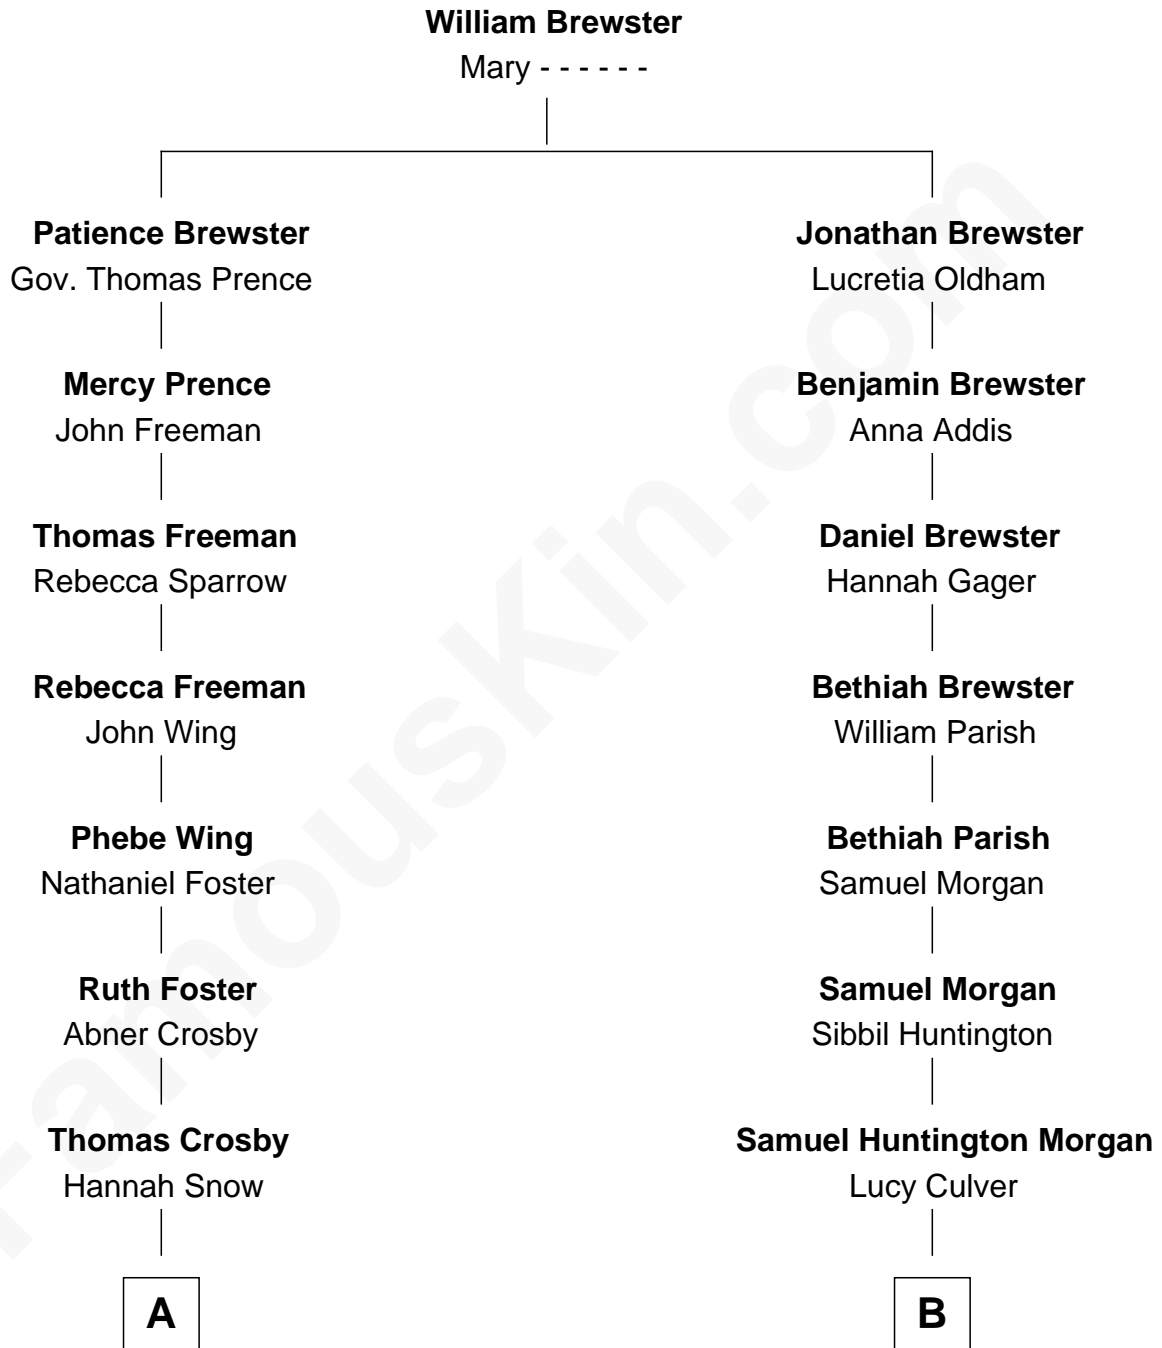 William Brewster
Mary - - - - - -
Patience Brewster
Gov. Thomas Prence
Jonathan Brewster
Lucretia Oldham
Mercy Prence
John Freeman
Benjamin Brewster
Anna Addis
Thomas Freeman
Rebecca Sparrow
Daniel Brewster
Hannah Gager
Rebecca Freeman
John Wing
Bethiah Brewster
William Parish
Phebe Wing
Nathaniel Foster
Bethiah Parish
Samuel Morgan
Ruth Foster
Abner Crosby
Samuel Morgan
Sibbil Huntington
Thomas Crosby
Hannah Snow
Samuel Huntington Morgan
Lucy Culver
A
B
FamousKin.com